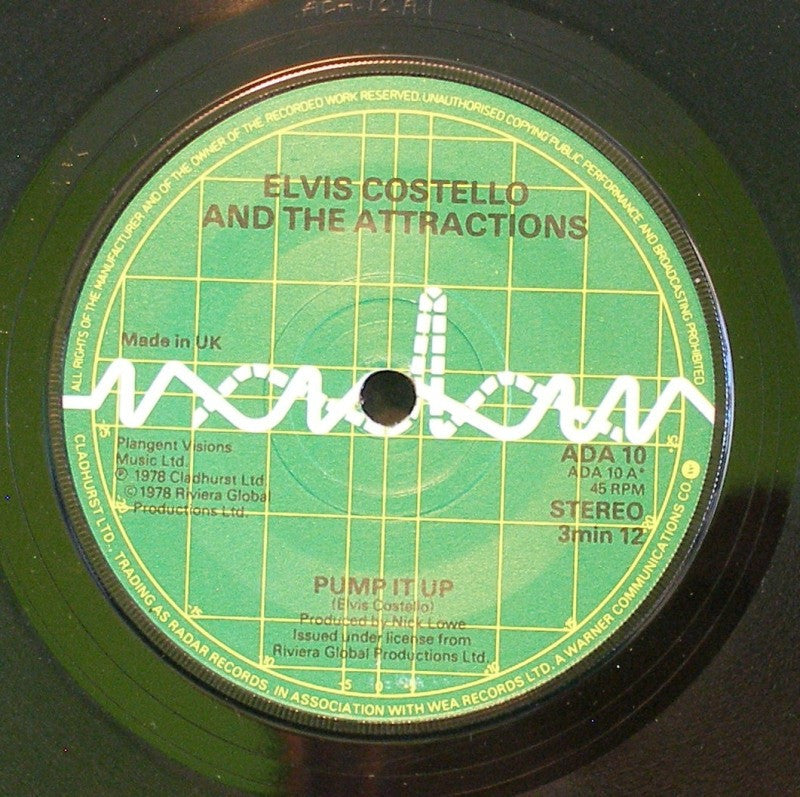 ADA·10·A1
ALL RIGHTS OF THE MANUFACTURER AND OF THE OWNER OF THE RECORDED WORK RESERVED. UNAUTHORISED COPYING PUBLIC PERFORMANCE AND BROADCASTING PROHIBITED
ELVIS COSTELLO
AND THE ATTRACTIONS
Made in UK
Plangent Visions
Music Ltd.
℗ 1978 Cladhurst Ltd
© 1978 Riviera Global
Productions Ltd.
ADA 10
ADA 10 A*
45 RPM
STEREO
3min 12
PUMP IT UP
(Elvis Costello)
Produced by Nick Lowe
Issued under license from
Riviera Global Productions Ltd.
CLADHURST LTD., TRADING AS RADAR RECORDS, IN ASSOCIATION WITH WEA RECORDS LTD. A WARNER COMMUNICATIONS CO.